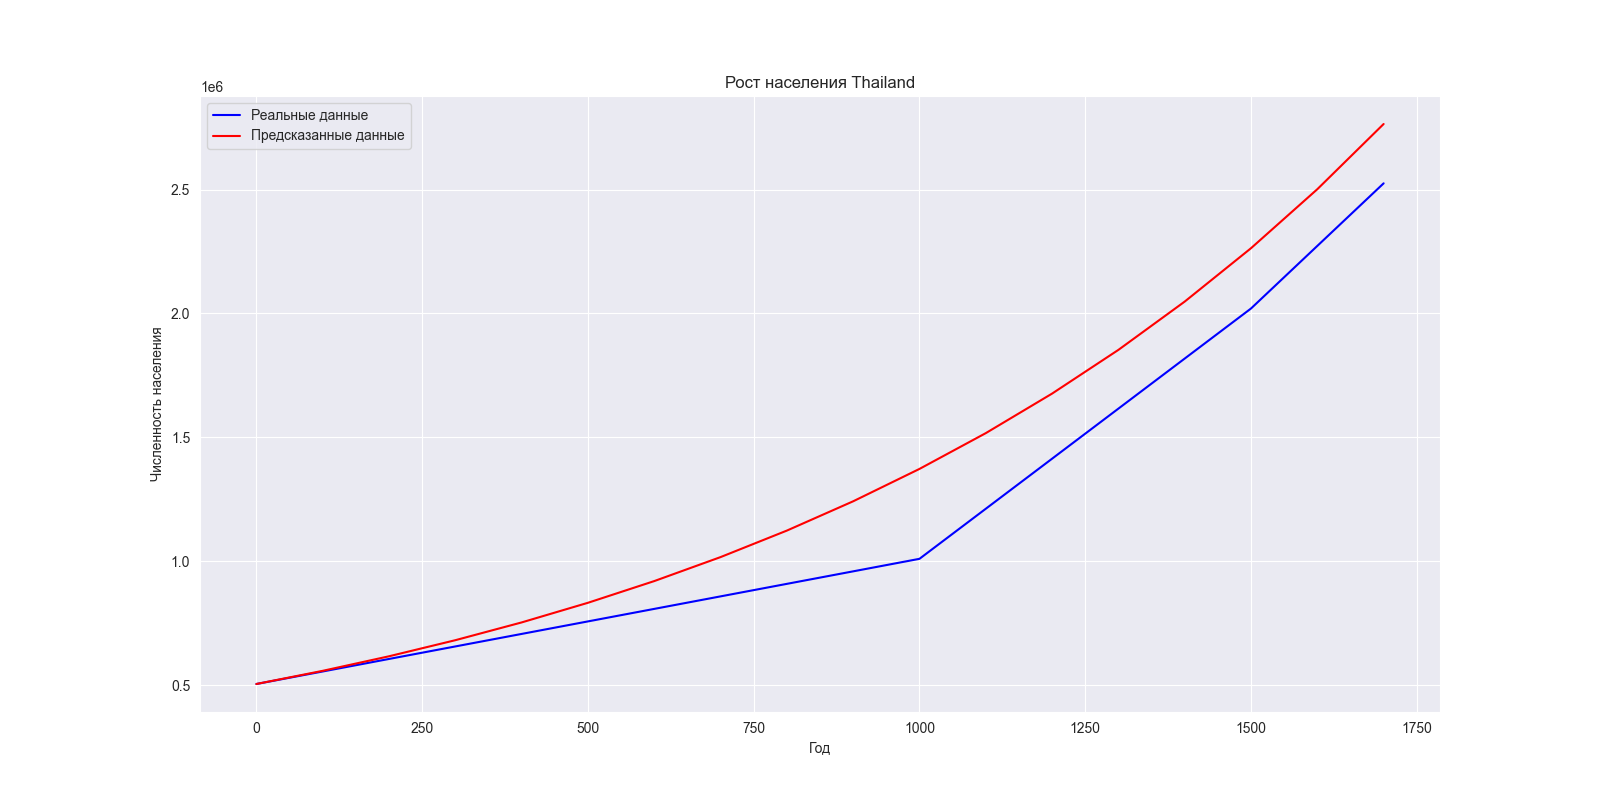 Рост населения Thailand
1e6
Реальные данные
Предсказанные данные
2.5
2.0
1.5
1.0
0.5
Численность населения
0 250 500 750 1000 1250 1500 1750
Год